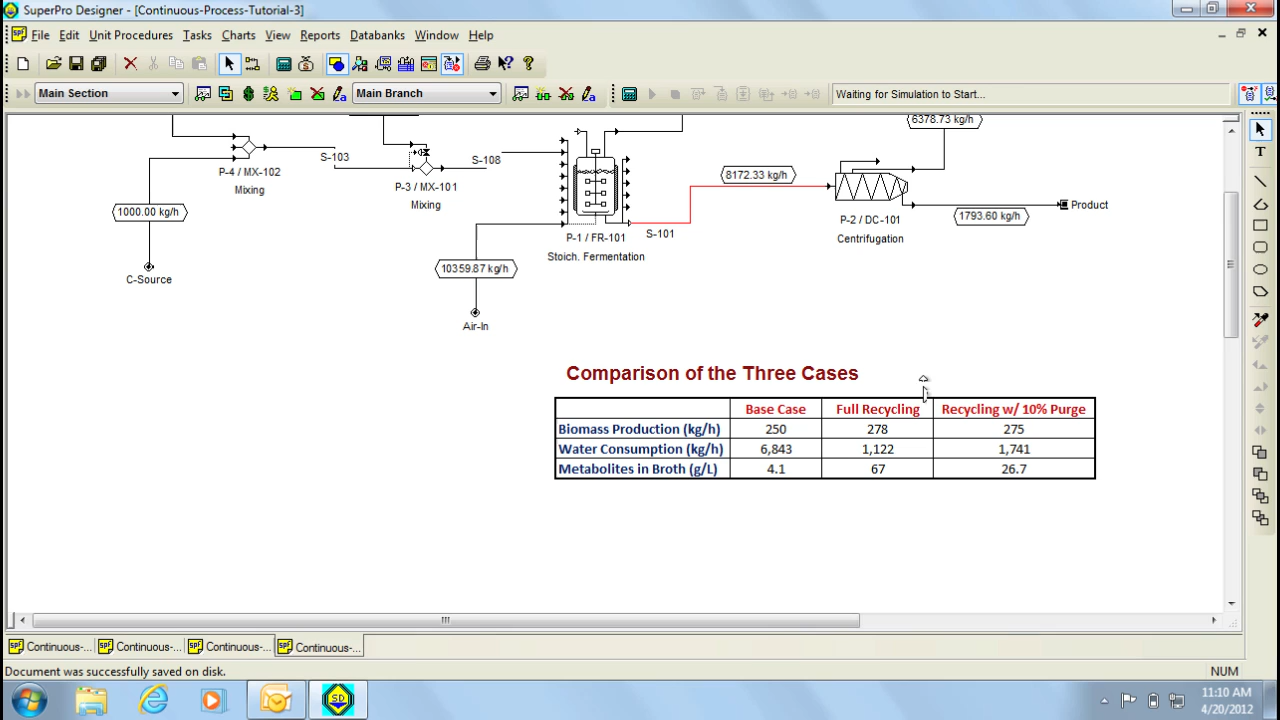 SuperPro Designer - [Continuous-Process-Tutorial-3]
File Edit Unit Procedures Tasks Charts View Reports Databanks Window Help
Main Section Main Branch Waiting for Simulation to Start...
6378.73 kg/h
S-103
P-4 / MX-102
Mixing
S-108
P-3 / MX-101
Mixing
8172.33 kg/h
1000.00 kg/h
C-Source
P-1 / FR-101
Stoich. Fermentation
S-101
P-2 / DC-101
Centrifugation
1793.60 kg/h
Product
10359.87 kg/h
Air-In
Comparison of the Three Cases
Base Case Full Recycling Recycling w/ 10% Purge
Biomass Production (kg/h) 250 278 275
Water Consumption (kg/h) 6,843 1,122 1,741
Metabolites in Broth (g/L) 4.1 67 26.7
Continuous-... Continuous-... Continuous-... Continuous-...
Document was successfully saved on disk. NUM
SD
11:10 AM
4/20/2012